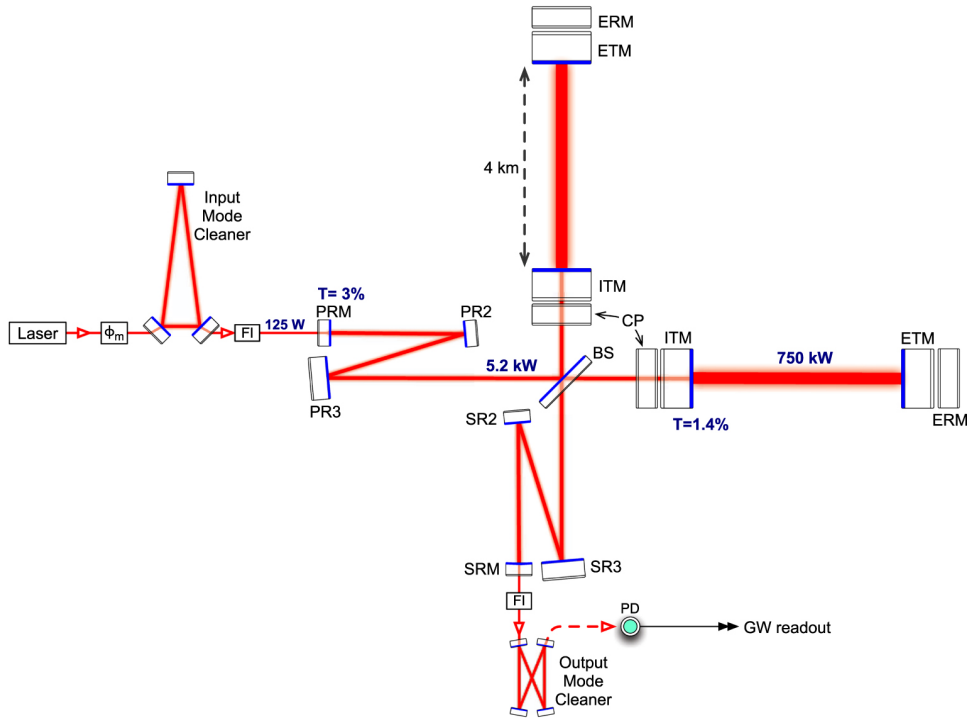 ERM
ETM
4 km
Input
Mode
Cleaner
ITM
T= 3%
PRM
PR2
CP
Laser
ϕm
FI
125 W
BS
ITM
ETM
5.2 kW
750 kW
PR3
SR2
T=1.4%
ERM
SRM
SR3
FI
PD
GW readout
Output
Mode
Cleaner